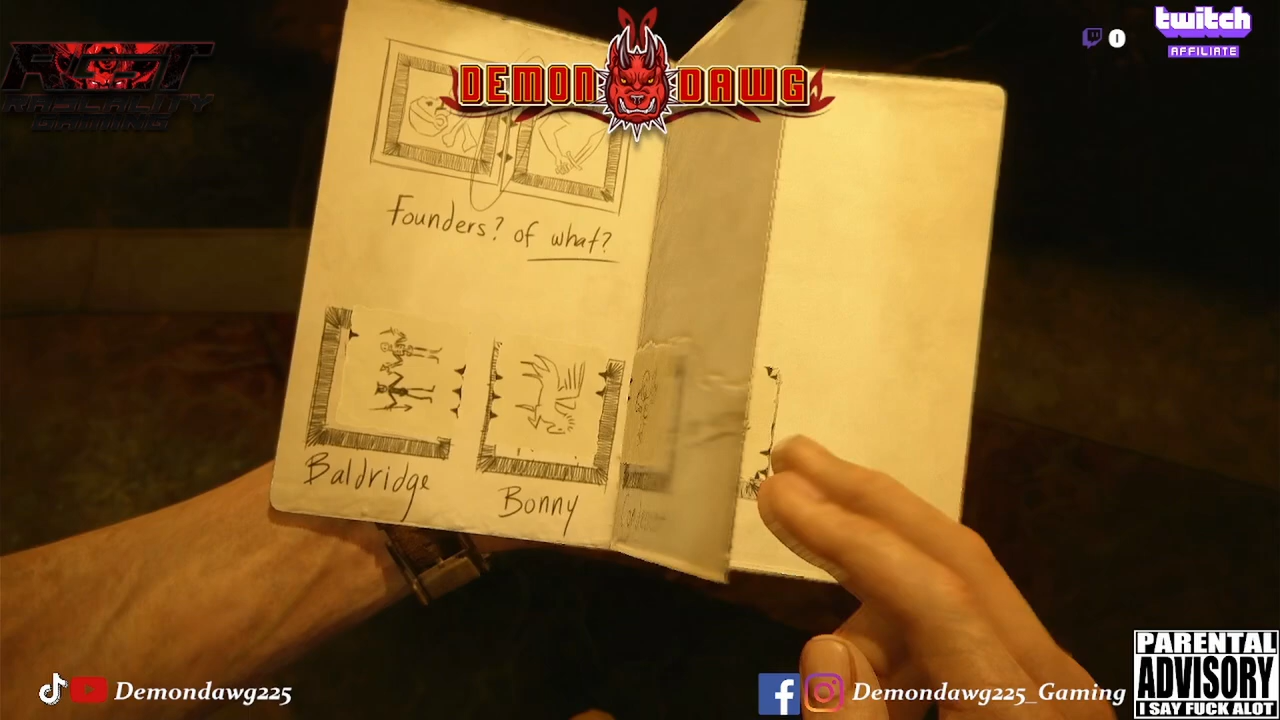 twitch
AFFILIATE
0
DEMON DAWG
Founders? of what?
Baldridge
Bonny
Demondawg225
Demondawg225_Gaming
PARENTAL
ADVISORY
I SAY FUCK ALOT